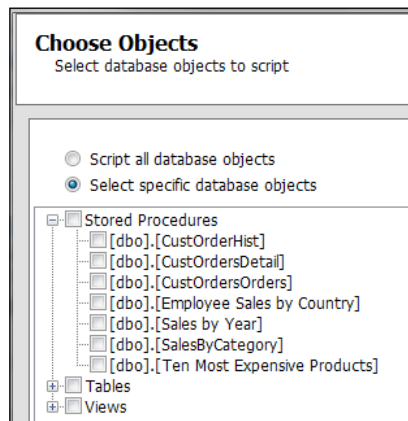 Choose Objects
Select database objects to script
Script all database objects
Select specific database objects
Stored Procedures
[dbo].[CustOrderHist]
[dbo].[CustOrdersDetail]
[dbo].[CustOrdersOrders]
[dbo].[Employee Sales by Country]
[dbo].[Sales by Year]
[dbo].[SalesByCategory]
[dbo].[Ten Most Expensive Products]
Tables
Views